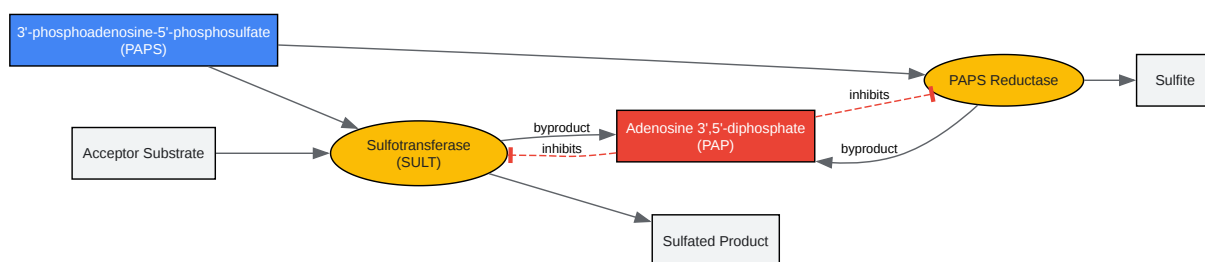 3'-phosphoadenosine-5'-phosphosulfate
(PAPS)
PAPS Reductase
Sulfite
inhibits
Adenosine 3',5'-diphosphate
(PAP)
byproduct
Sulfotransferase
(SULT)
inhibits
byproduct
Acceptor Substrate
Sulfated Product